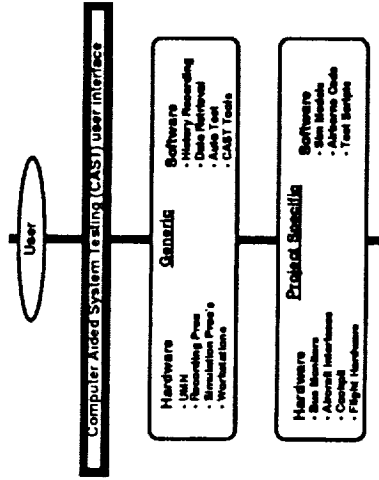 User
Computer Aided System Testing (CAST) user interface
Generic
Hardware
• UMN
• Recording Proc
• Simulation Proc's
• Workstations
Software
• History Recording
• Data Retrieval
• Auto Test
• CAST Tools
Project Specific
Hardware
• Bus Monitors
• Aircraft Interfaces
• Cockpit
• Flight Hardware
Software
• Sim Models
• Airborne Code
• Test Scripts